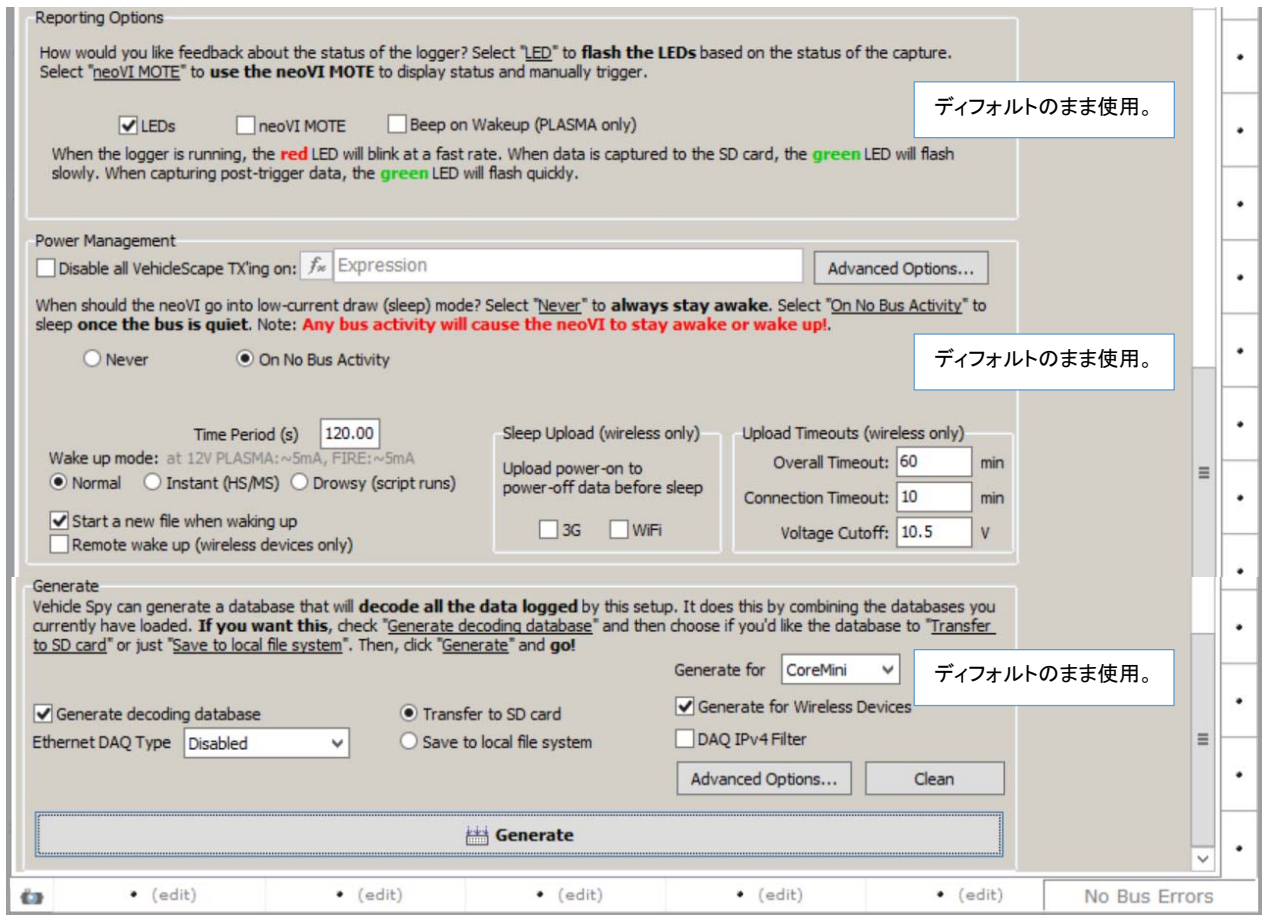 Reporting Options
How would you like feedback about the status of the logger? Select "LED" to flash the LEDs based on the status of the capture.
Select "neoVI MOTE" to use the neoVI MOTE to display status and manually trigger.
ディフォルトのまま使用。
LEDs neoVI MOTE Beep on Wakeup (PLASMA only)
When the logger is running, the red LED will blink at a fast rate. When data is captured to the SD card, the green LED will flash
slowly. When capturing post-trigger data, the green LED will flash quickly.
Power Management
Disable all VehicleScape TX'ing on: fx Expression Advanced Options...
When should the neoVI go into low-current draw (sleep) mode? Select "Never" to always stay awake. Select "On No Bus Activity" to
sleep once the bus is quiet. Note: Any bus activity will cause the neoVI to stay awake or wake up!.
Never On No Bus Activity
ディフォルトのまま使用。
Time Period (s) 120.00
Wake up mode: at 12V PLASMA:~5mA, FIRE:~5mA
Normal Instant (HS/MS) Drowsy (script runs)
Start a new file when waking up
Remote wake up (wireless devices only)
Sleep Upload (wireless only)
Upload power-on to
power-off data before sleep
3G WiFi
Upload Timeouts (wireless only)
Overall Timeout: 60 min
Connection Timeout: 10 min
Voltage Cutoff: 10.5 V
Generate
Vehicle Spy can generate a database that will decode all the data logged by this setup. It does this by combining the databases you
currently have loaded. If you want this, check "Generate decoding database" and then choose if you'd like the database to "Transfer
to SD card" or just "Save to local file system". Then, click "Generate" and go!
Generate for CoreMini
ディフォルトのまま使用。
Generate decoding database Transfer to SD card Generate for Wireless Devices
Ethernet DAQ Type Disabled Save to local file system DAQ IPv4 Filter
Advanced Options... Clean
Generate
(edit) (edit) (edit) (edit) (edit) No Bus Errors